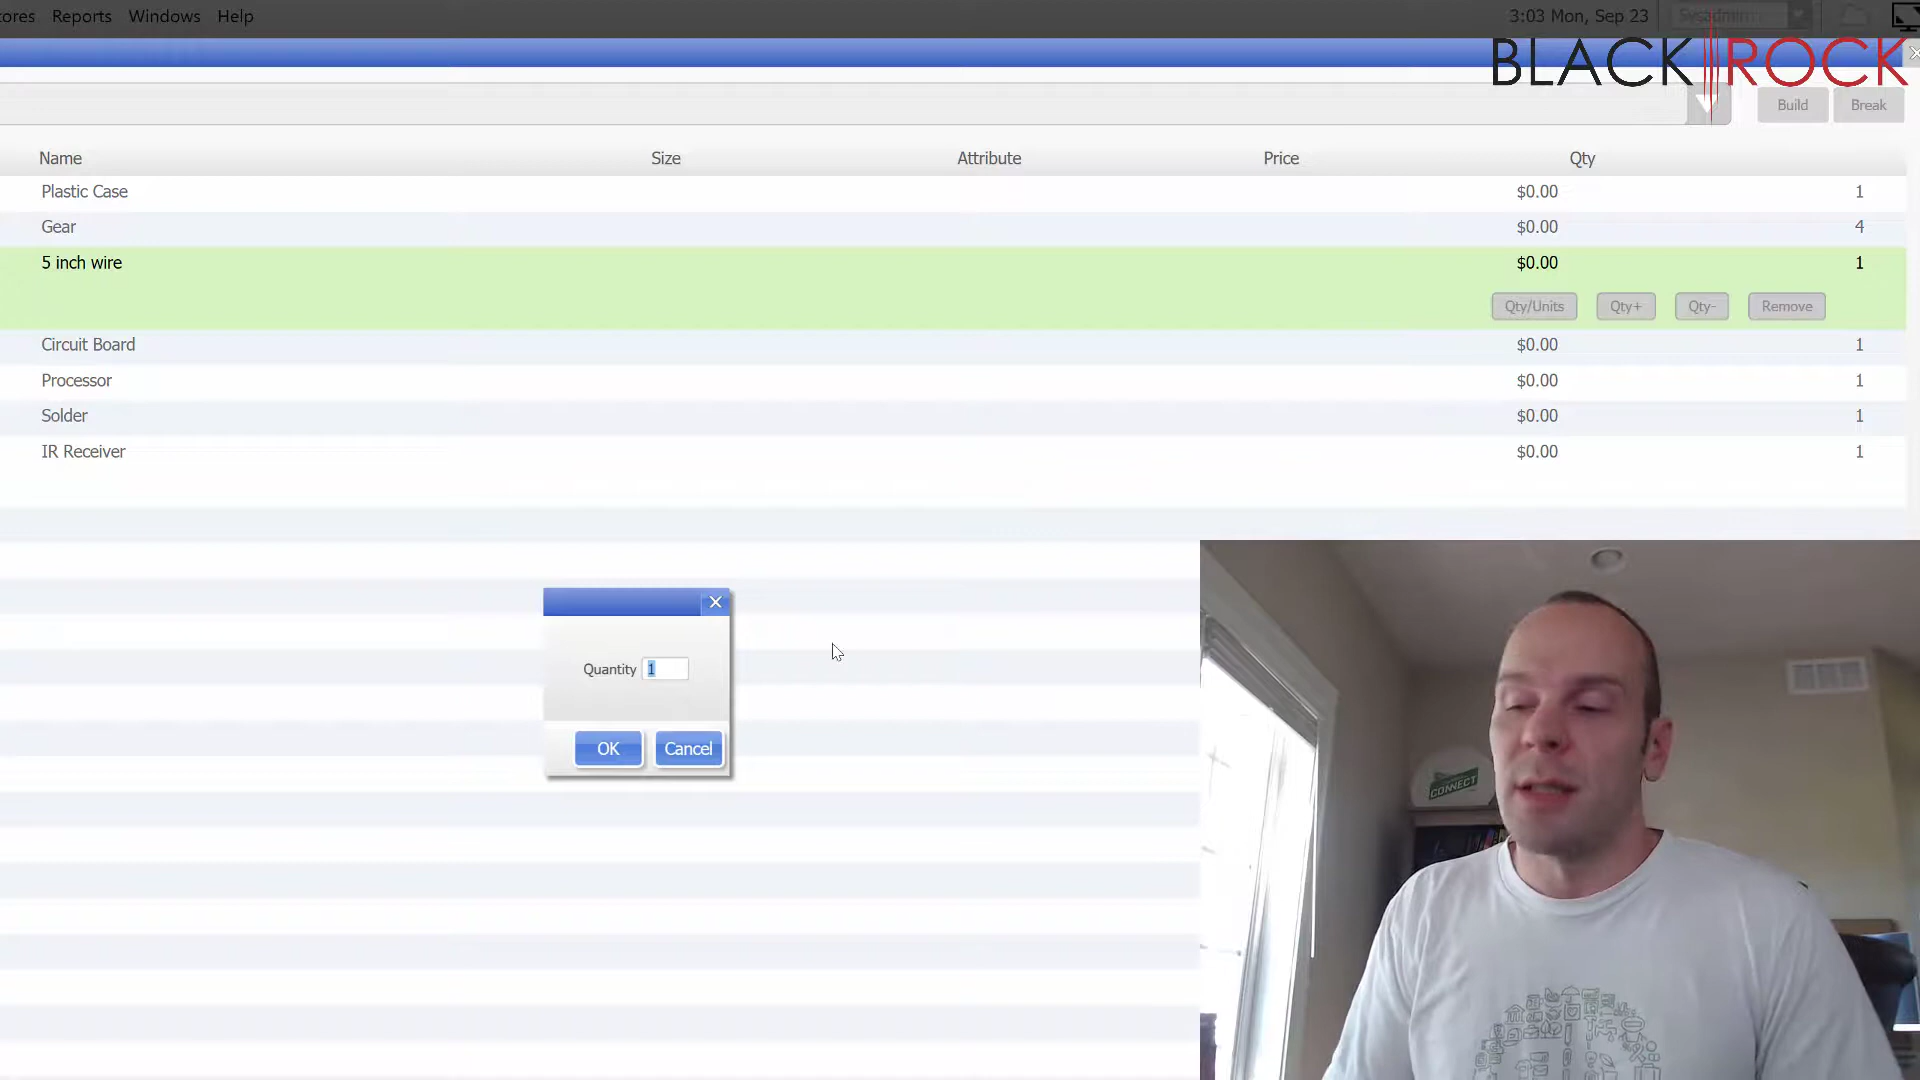 Reports Windows Help 3:03 Mon, Sep 23 Sysadmin
BLACK ROCK
Build Break
Name Size Attribute Price Qty
Plastic Case $0.00 1
Gear $0.00 4
5 inch wire $0.00 1
Qty/Units Qty+ Qty- Remove
Circuit Board $0.00 1
Processor $0.00 1
Solder $0.00 1
IR Receiver $0.00 1
Quantity 1
OK Cancel
CONNECT